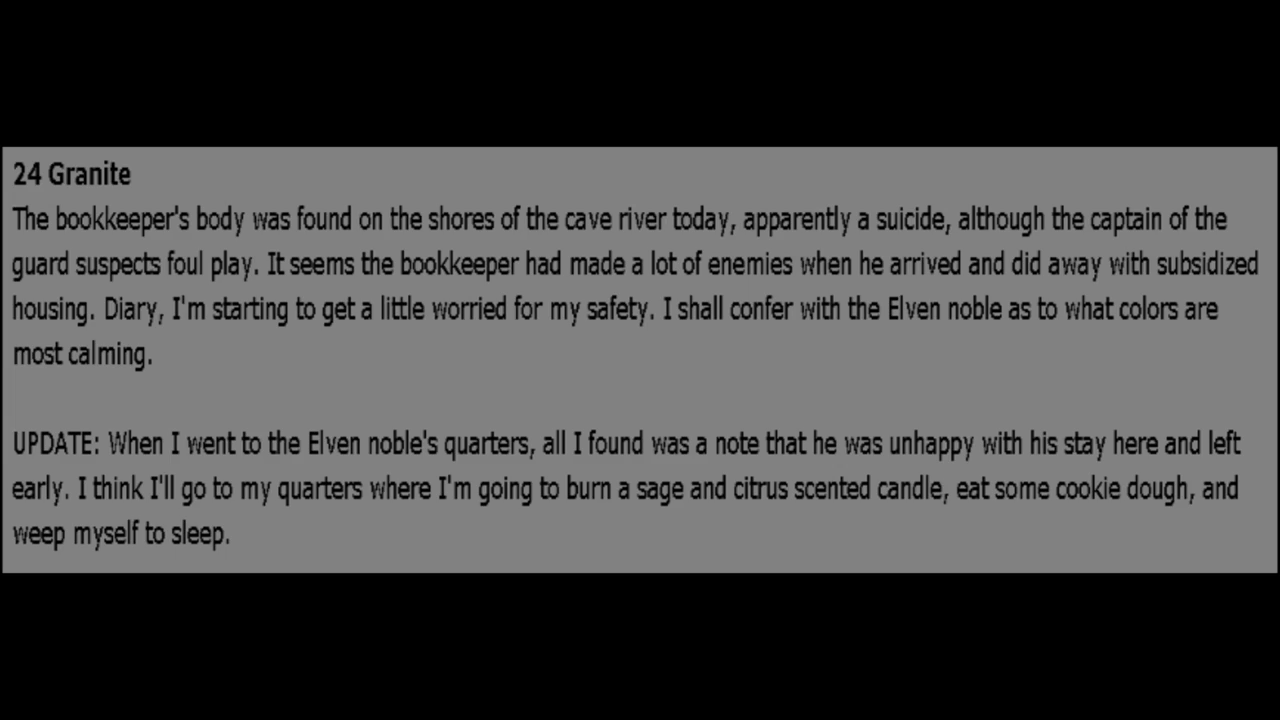 24 Granite
The bookkeeper's body was found on the shores of the cave river today, apparently a suicide, although the captain of the
guard suspects foul play. It seems the bookkeeper had made a lot of enemies when he arrived and did away with subsidized
housing. Diary, I'm starting to get a little worried for my safety. I shall confer with the Elven noble as to what colors are
most calming.
UPDATE: When I went to the Elven noble's quarters, all I found was a note that he was unhappy with his stay here and left
early. I think I'll go to my quarters where I'm going to burn a sage and citrus scented candle, eat some cookie dough, and
weep myself to sleep.